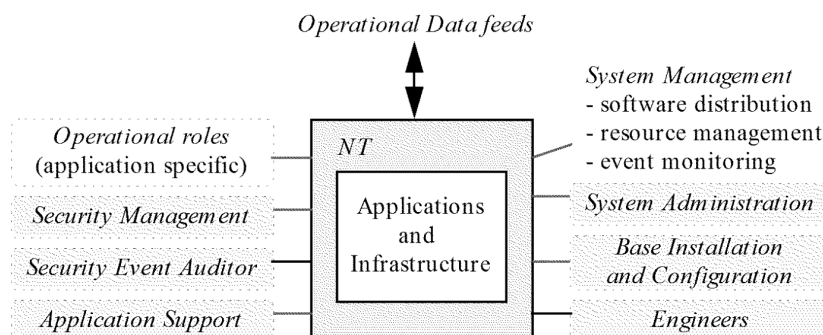 Operational Data feeds
System Management
- software distribution
- resource management
- event monitoring
Operational roles
(application specific)
NT
Security Management
Applications
and
Infrastructure
System Administration
Security Event Auditor
Base Installation
and Configuration
Application Support
Engineers